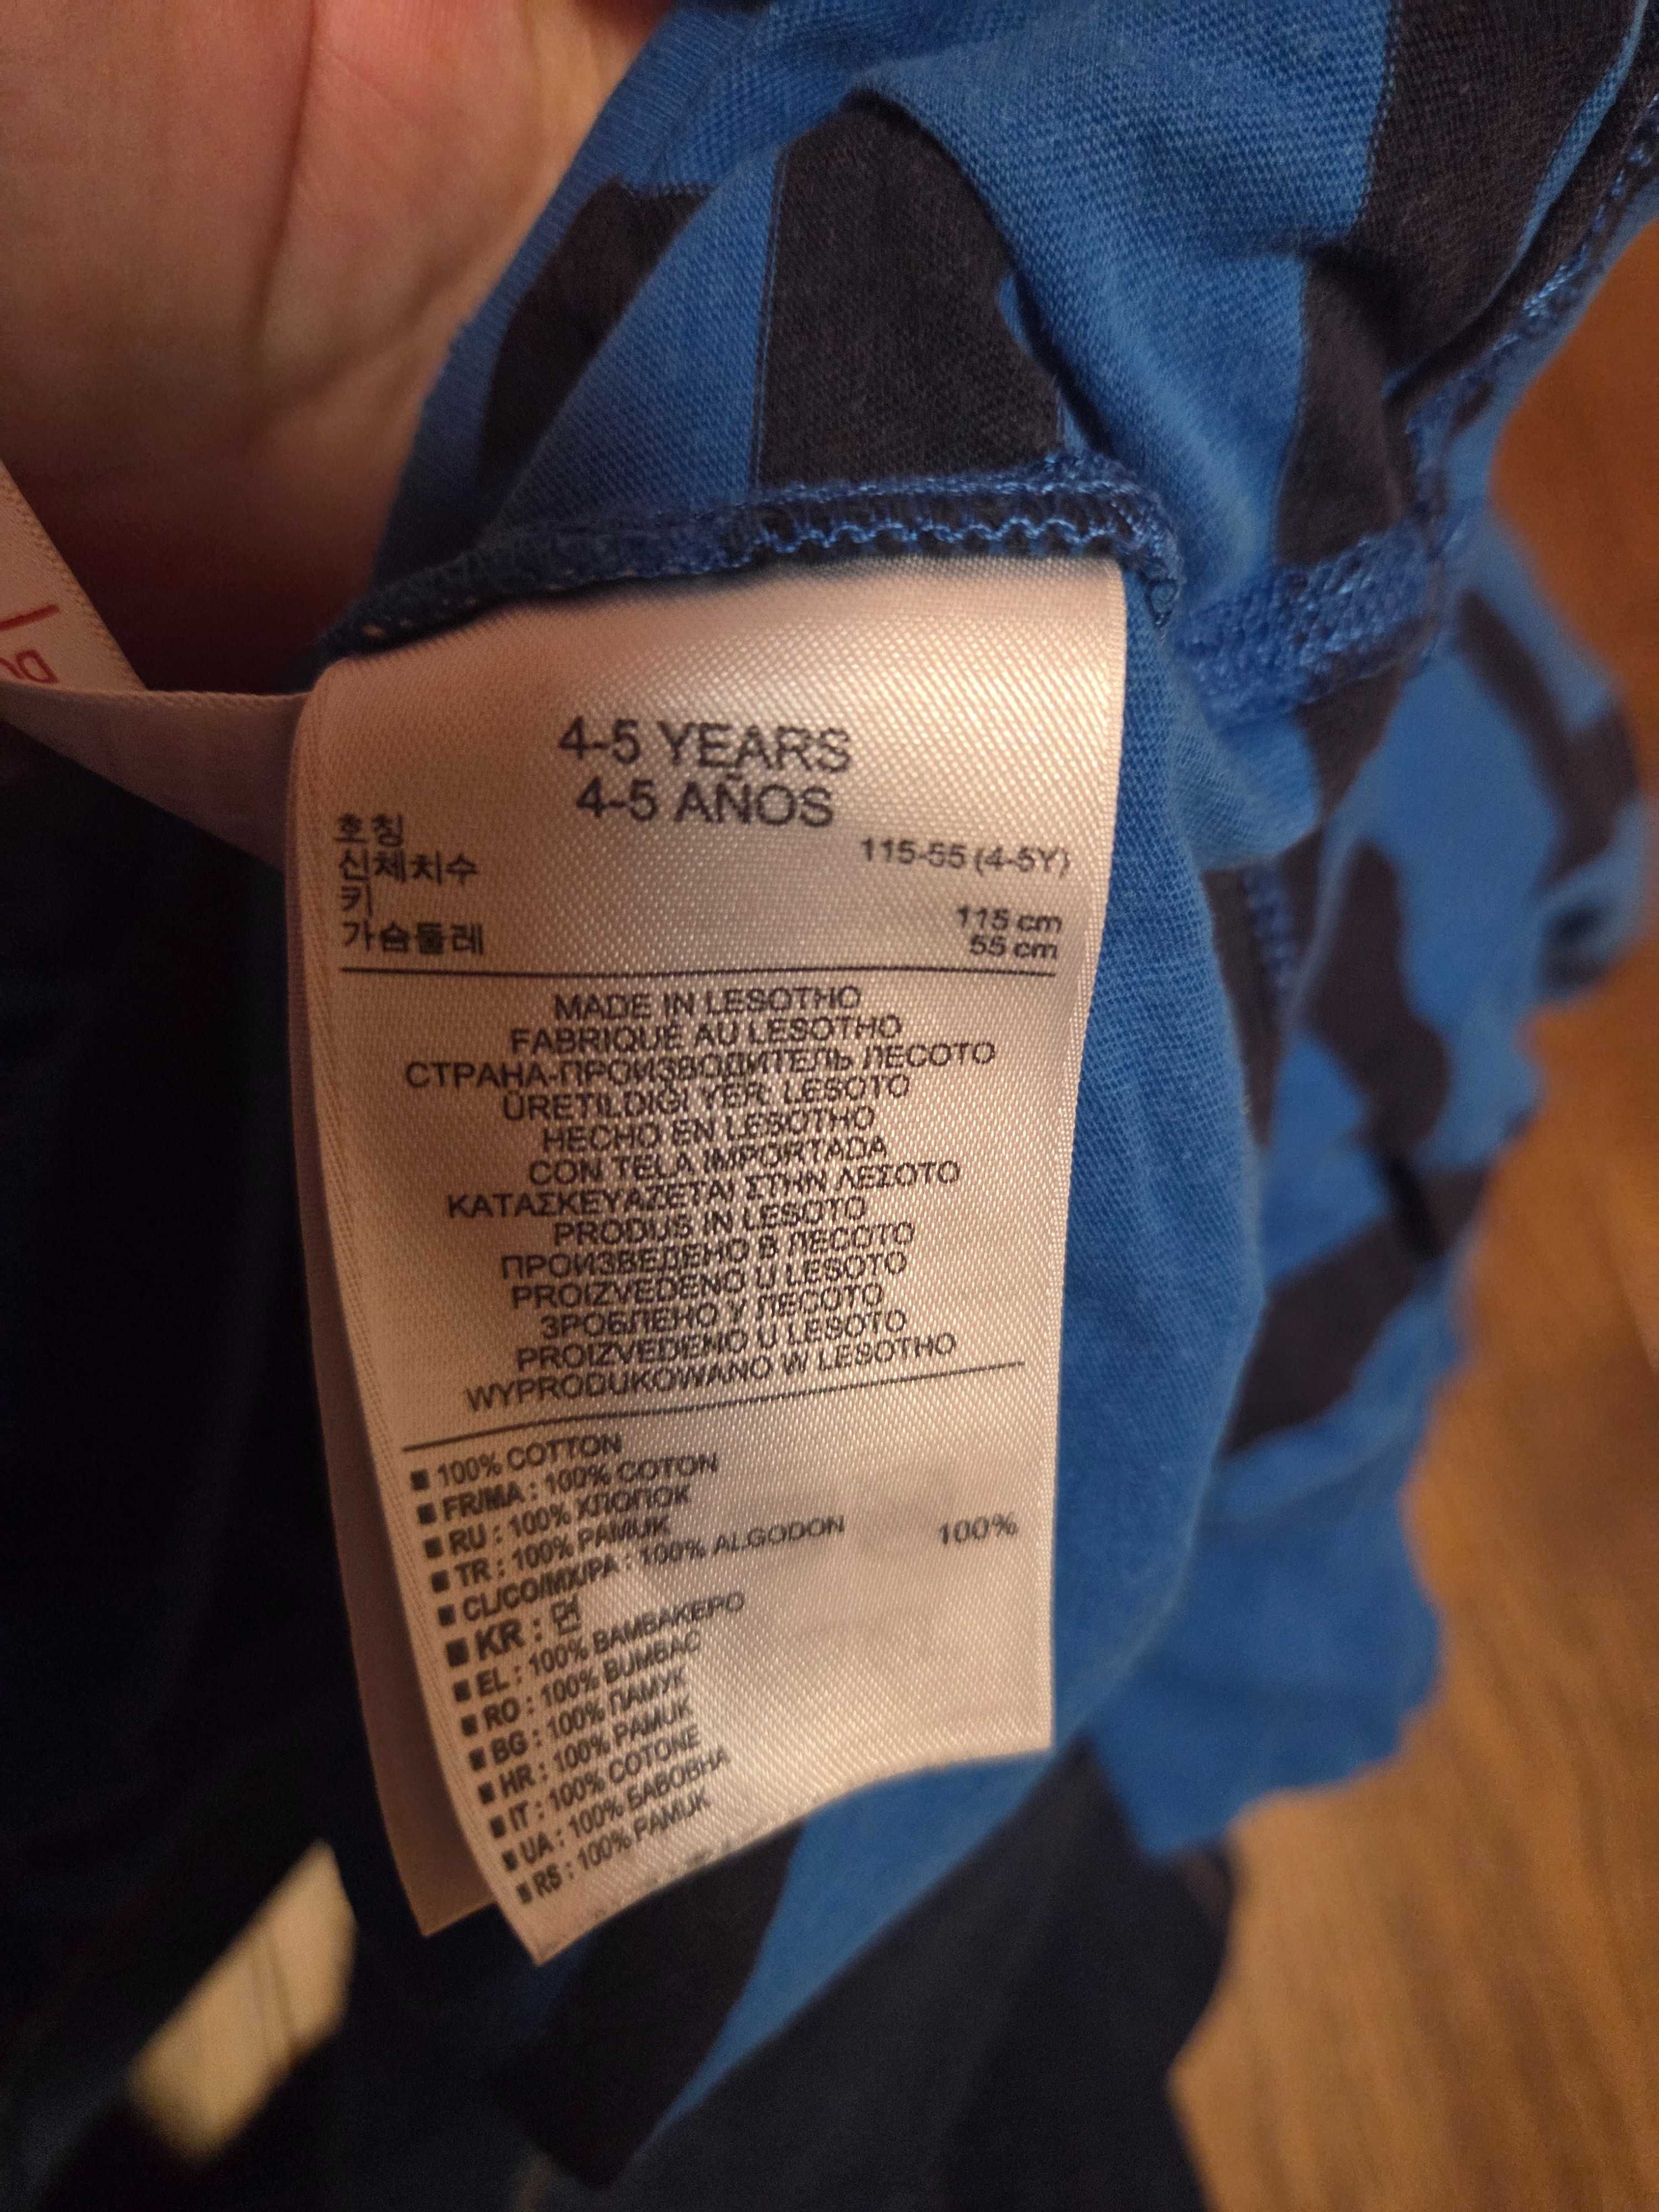 4-5 YEARS
4-5 AÑOS
호칭
신체치수 115-55 (4-5Y)
키 115 cm
가슴둘레 55 cm
MADE IN LESOTHO
FABRIQUÉ AU LESOTHO
СТРАНА-ПРОИЗВОДИТЕЛЬ ЛЕСОТО
ÜRETILDIGI YER: LESOTO
HECHO EN LESOTHO
CON TELA IMPORTADA
ΚΑΤΑΣΚΕΥΑΖΕΤΑΙ ΣΤΗΝ ΛΕΣΟΤΟ
PRODUS IN LESOTO
ПРОИЗВЕДЕНО В ЛЕСОТО
PROIZVEDENO U LESOTO
ЗРОБЛЕНО У ЛЕСОТО
PROIZVEDENO U LESOTO
WYPRODUKOWANO W LESOTHO
■ 100% COTTON
■ FR/MA : 100% COTON
■ RU : 100% ХЛОПОК
■ TR : 100% PAMUK
■ CL/CO/MX/PA : 100% ALGODON
■ KR : 면 100%
■ EL : 100% ΒΑΜΒΑΚΕΡΟ
■ RO : 100% BUMBAC
■ BG : 100% ПАМУК
■ HR : 100% PAMUK
■ IT : 100% COTONE
■ UA : 100% БАВОВНА
■ RS : 100% PAMUK